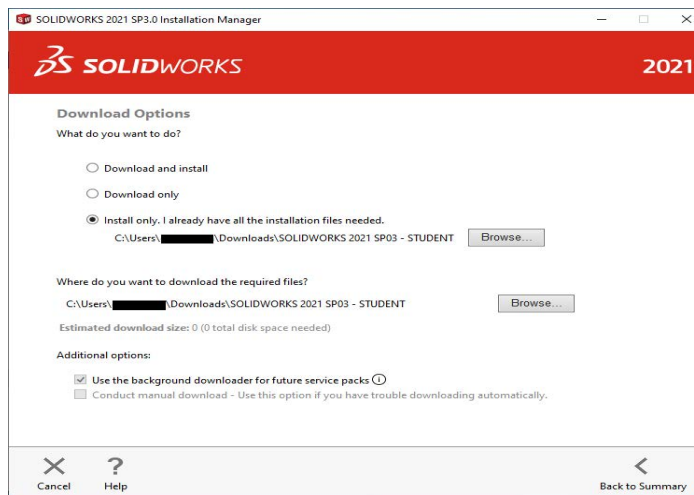 SW SOLIDWORKS 2021 SP3.0 Installation Manager
SOLIDWORKS 2021
Download Options
What do you want to do?
Download and install
Download only
Install only. I already have all the installation files needed.
C:\Users\ \Downloads\SOLIDWORKS 2021 SP03 - STUDENT Browse...
Where do you want to download the required files?
C:\Users\ \Downloads\SOLIDWORKS 2021 SP03 - STUDENT Browse...
Estimated download size: 0 (0 total disk space needed)
Additional options:
Use the background downloader for future service packs
Conduct manual download - Use this option if you have trouble downloading automatically.
Cancel Help Back to Summary